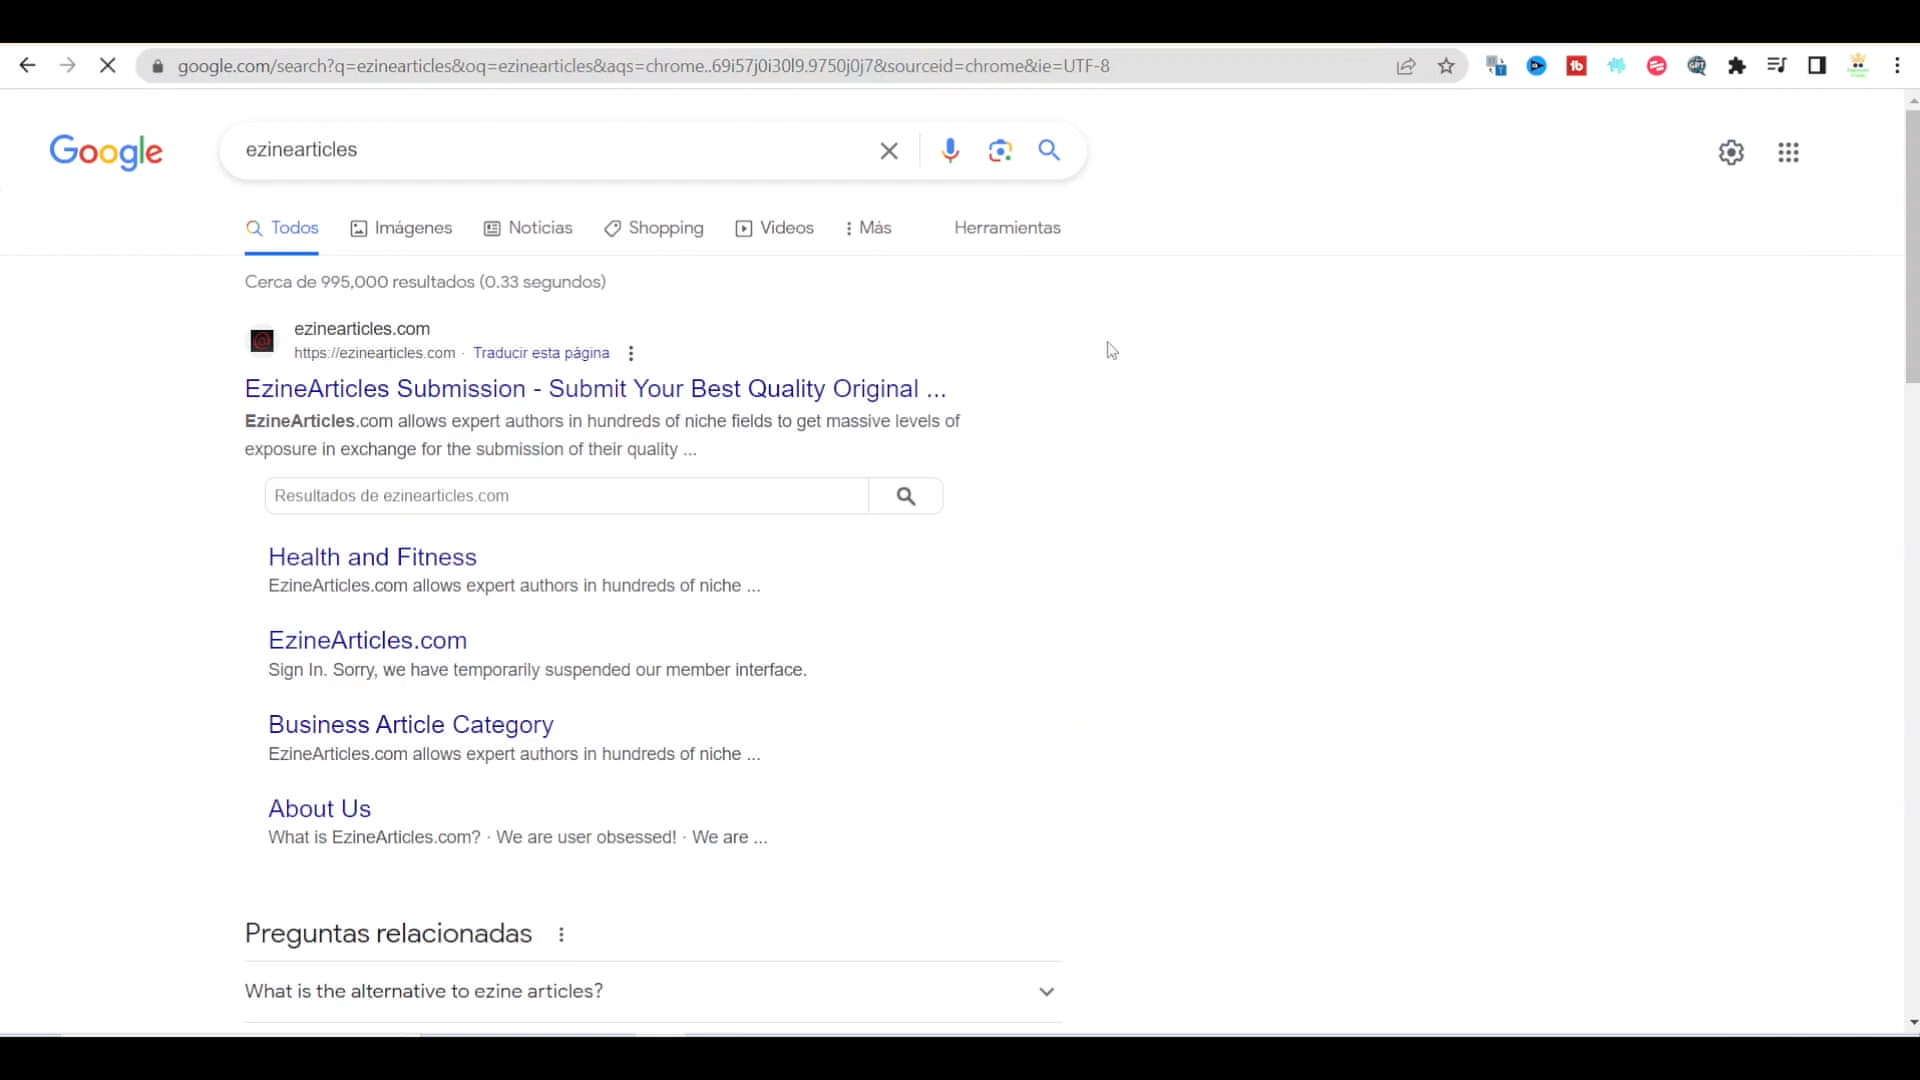 google.com/search?q=ezinearticles&oq=ezinearticles&aqs=chrome..69i57j0i30l9.9750j0j7&sourceid=chrome&ie=UTF-8
Google
ezinearticles
Todos Imágenes Noticias Shopping Videos Más Herramientas
Cerca de 995,000 resultados (0.33 segundos)
ezinearticles.com
https://ezinearticles.com · Traducir esta página
EzineArticles Submission - Submit Your Best Quality Original ...
EzineArticles.com allows expert authors in hundreds of niche fields to get massive levels of
exposure in exchange for the submission of their quality ...
Resultados de ezinearticles.com
Health and Fitness
EzineArticles.com allows expert authors in hundreds of niche ...
EzineArticles.com
Sign In. Sorry, we have temporarily suspended our member interface.
Business Article Category
EzineArticles.com allows expert authors in hundreds of niche ...
About Us
What is EzineArticles.com? · We are user obsessed! · We are ...
Preguntas relacionadas
What is the alternative to ezine articles?